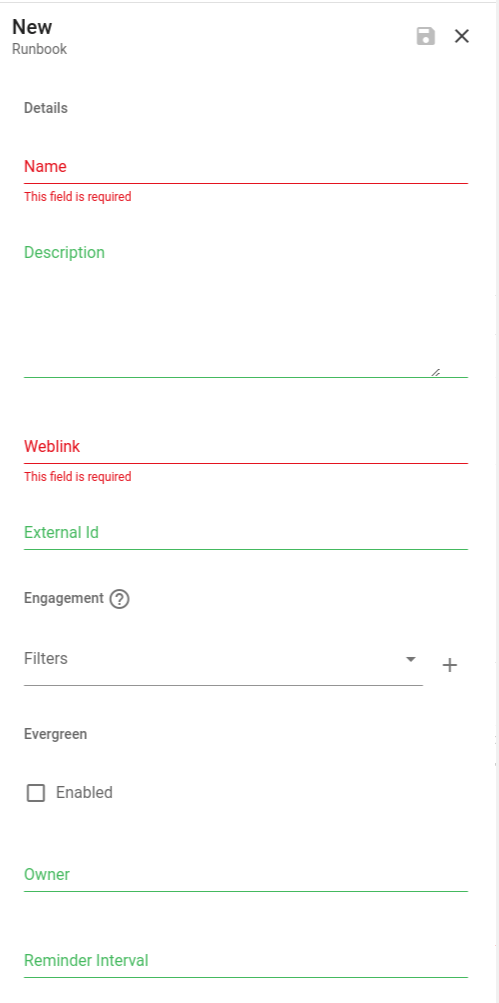 New
Runbook
Details
Name
This field is required
Description
Weblink
This field is required
External Id
Engagement
Filters
Evergreen
Enabled
Owner
Reminder Interval